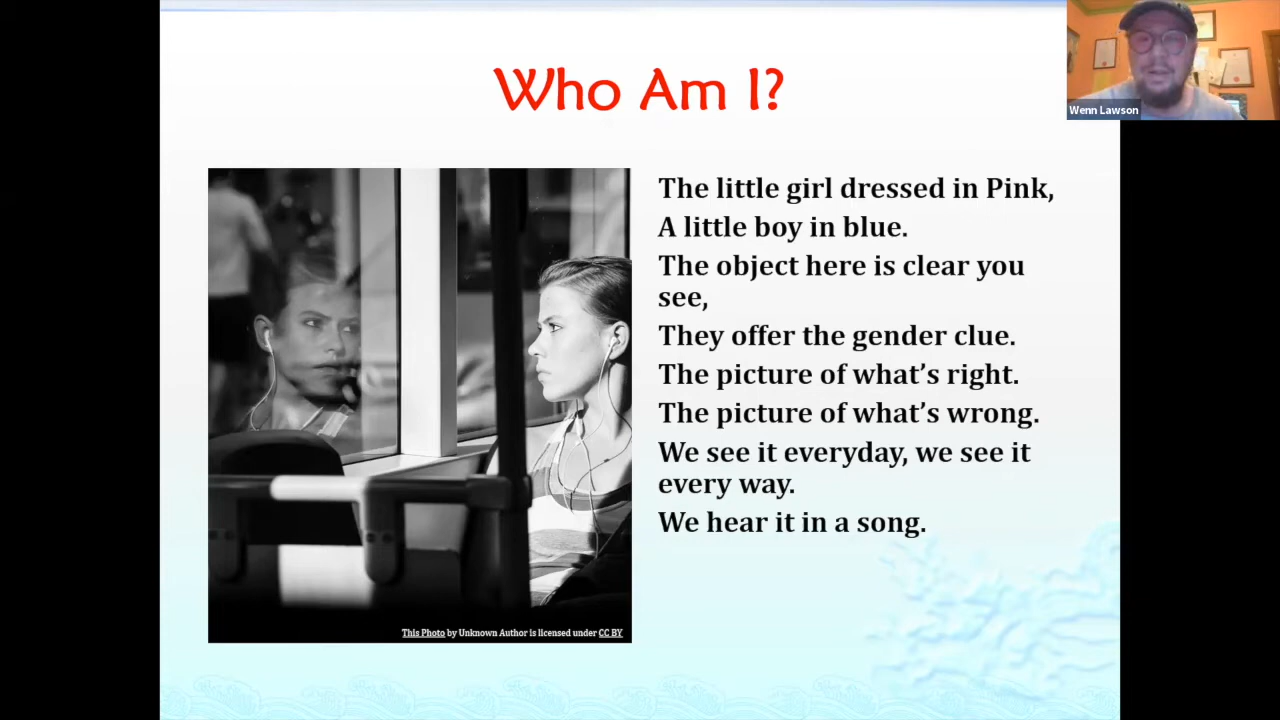 Who Am I?
Wenn Lawson
The little girl dressed in Pink,
A little boy in blue.
The object here is clear you
see,
They offer the gender clue.
The picture of what's right.
The picture of what's wrong.
We see it everyday, we see it
every way.
We hear it in a song.
This Photo by Unknown Author is licensed under CC BY